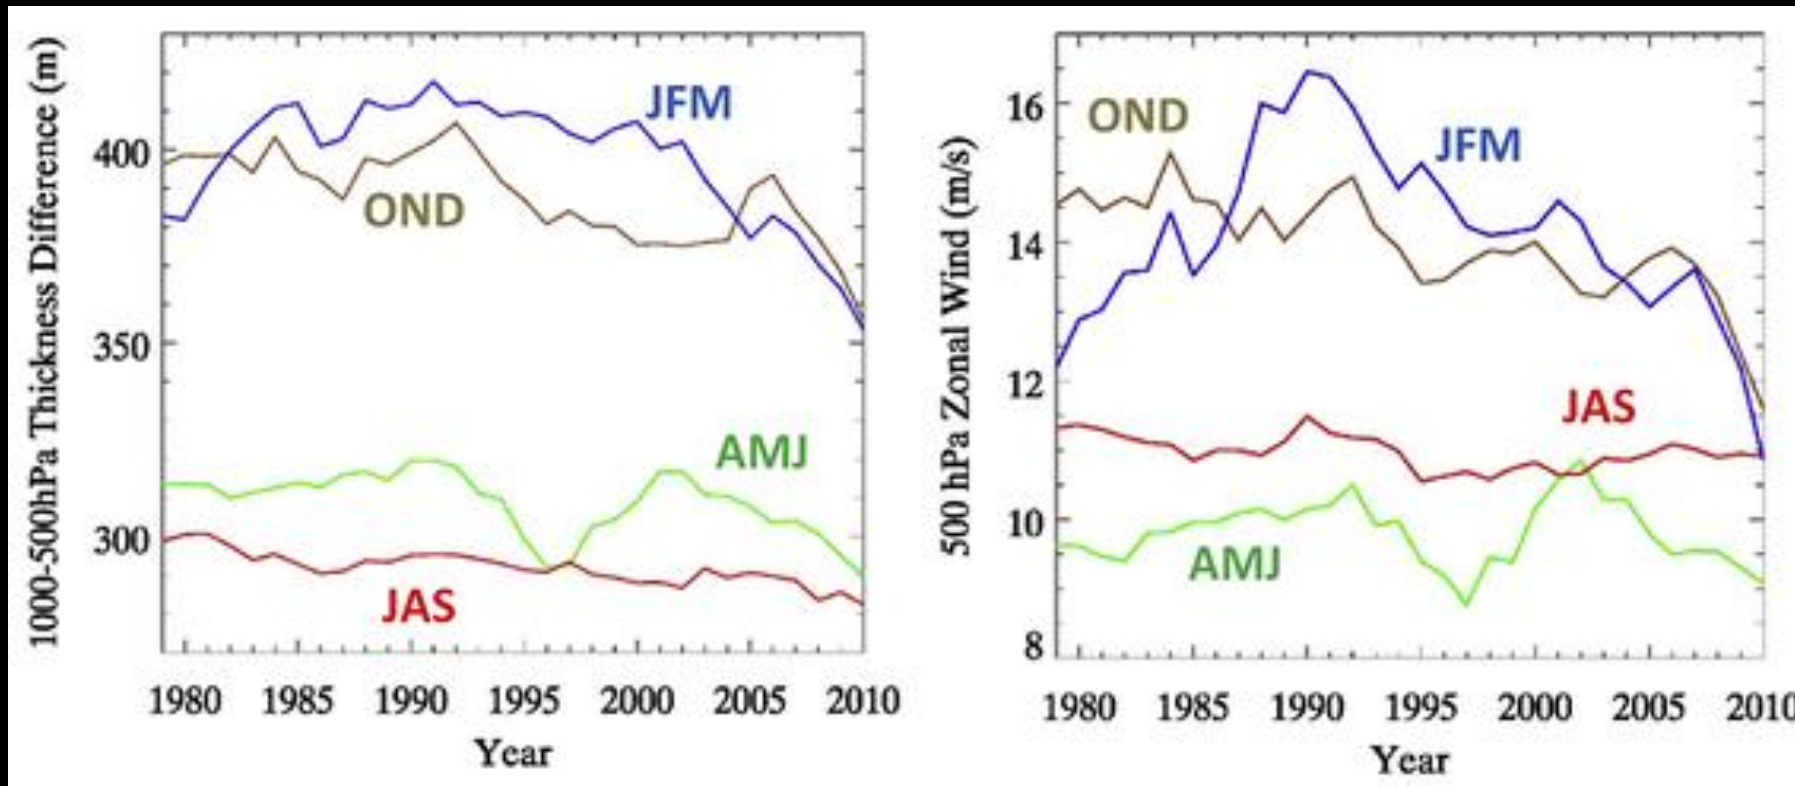 1000-500hPa Thickness Difference (m)
400
350
300
JFM
OND
AMJ
JAS
1980 1985 1990 1995 2000 2005 2010
Year
500 hPa Zonal Wind (m/s)
16
14
12
10
8
OND
JFM
JAS
AMJ
1980 1985 1990 1995 2000 2005 2010
Year